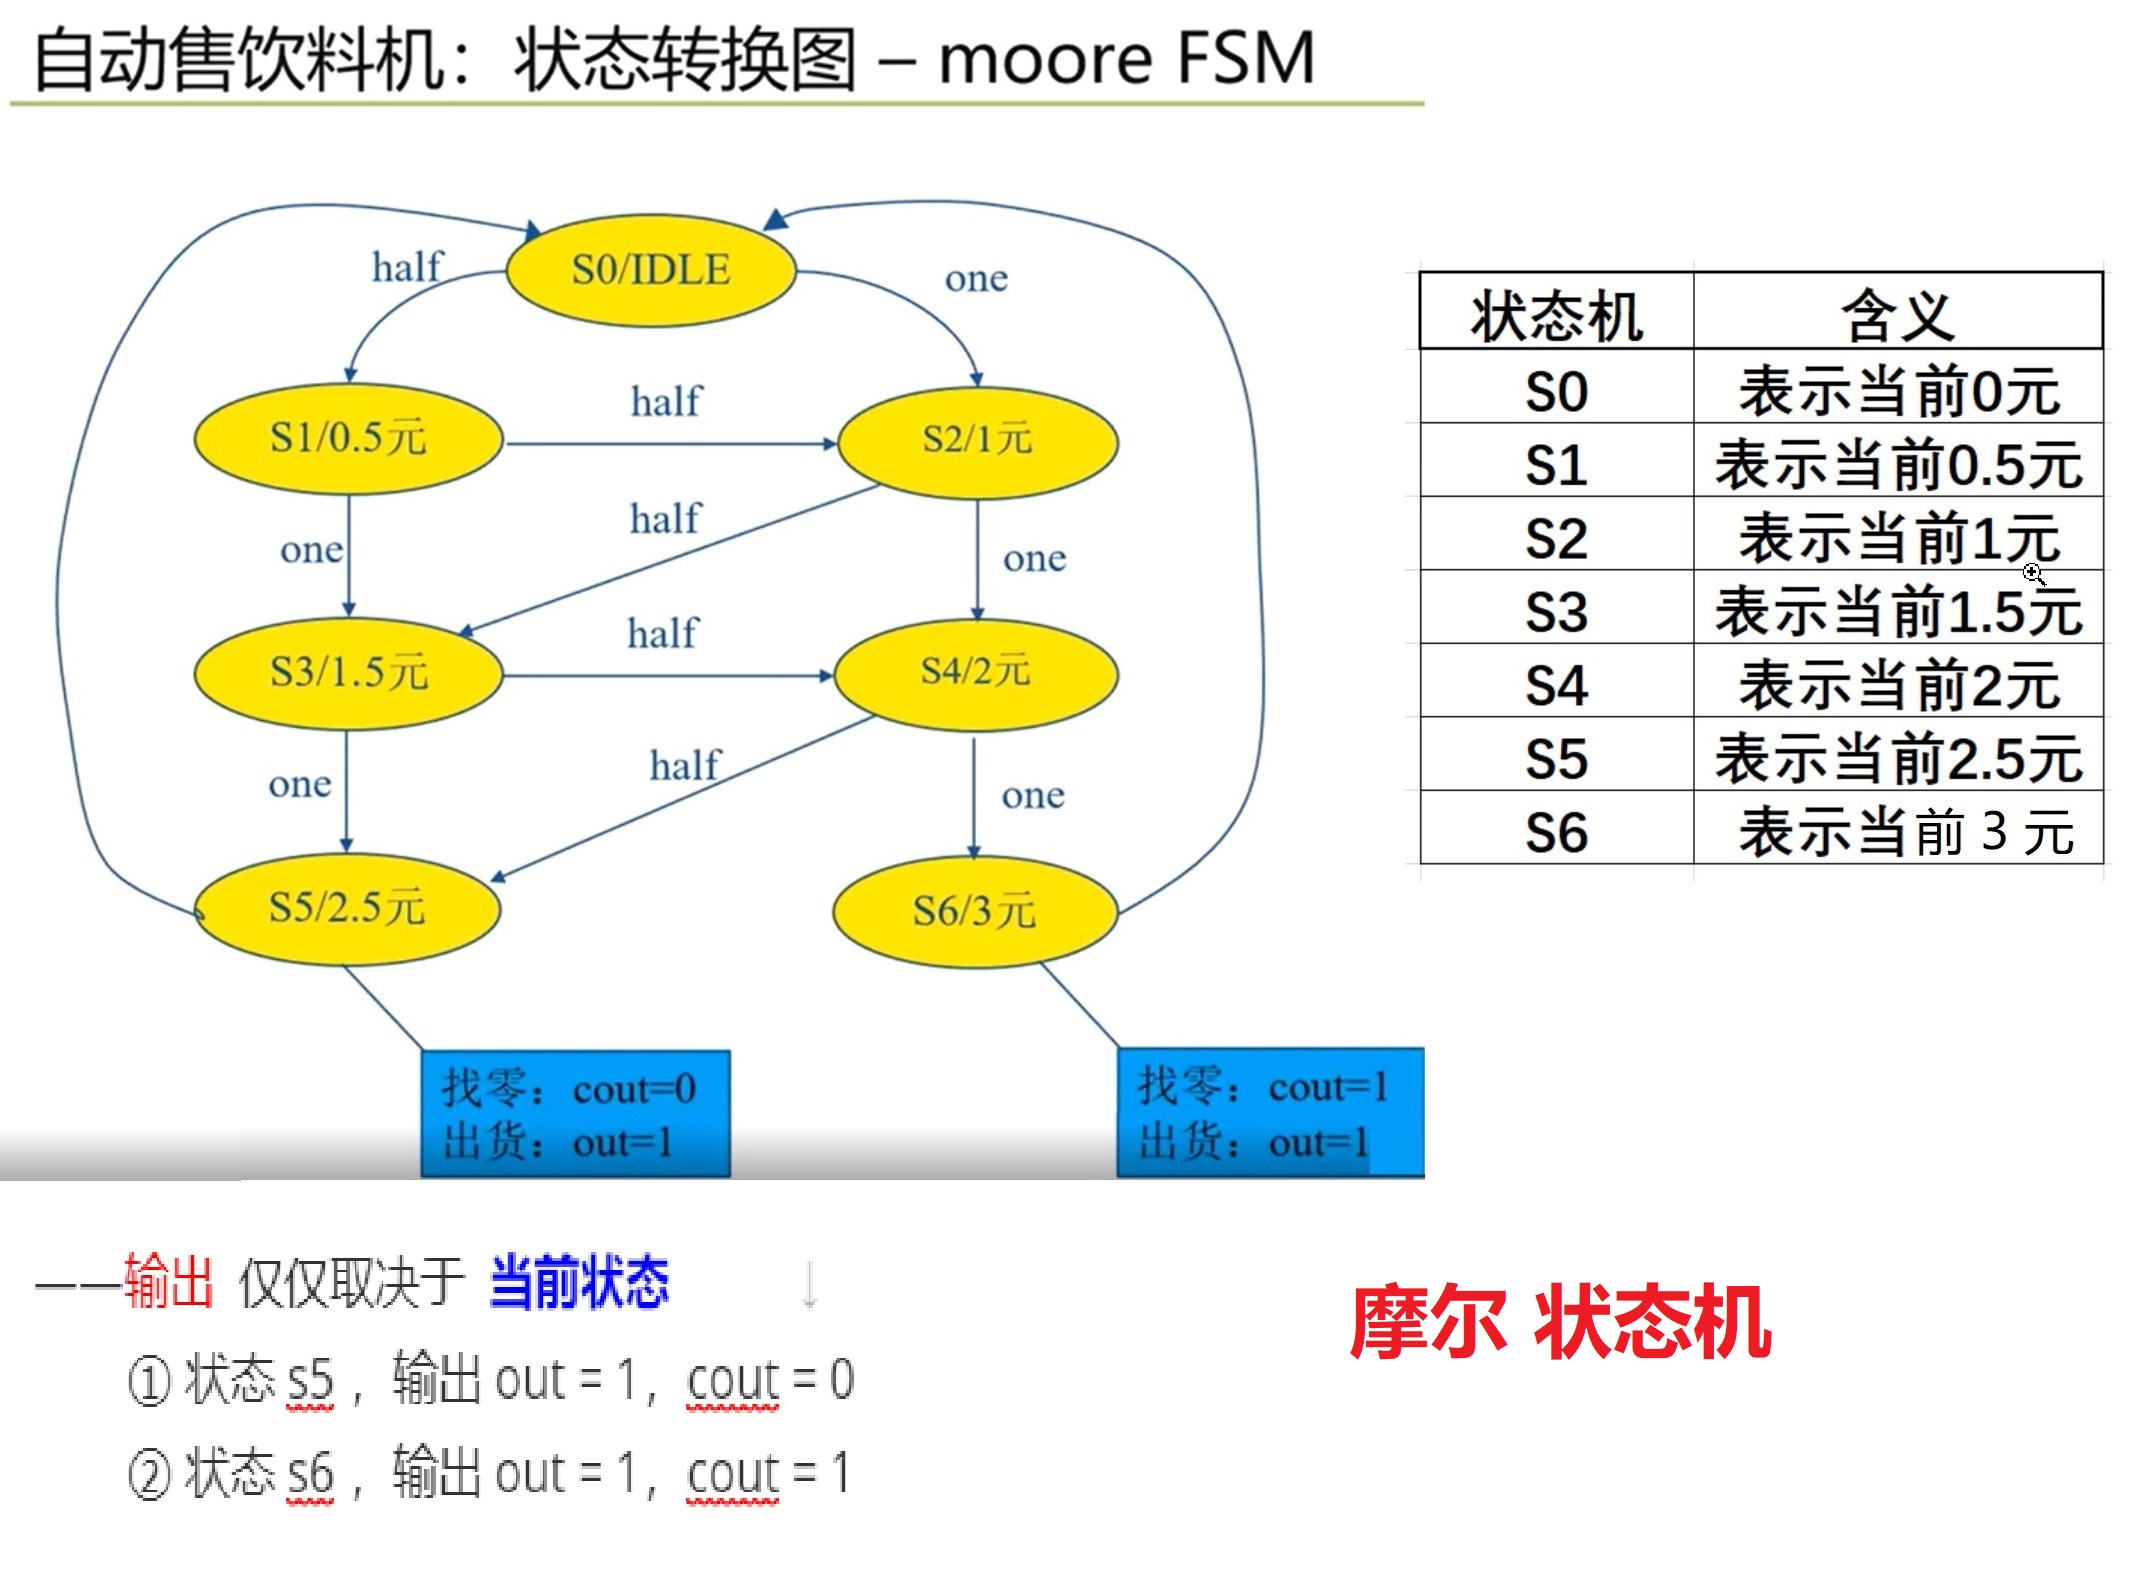 自动售饮料机：状态转换图 – moore FSM
S0/IDLE
half
one
S1/0.5元
half
S2/1元
half
one
one
S3/1.5元
half
S4/2元
one
half
one
S5/2.5元
S6/3元
找零：cout=0
出货：out=1
找零：cout=1
出货：out=1
状态机 含义
S0 表示当前0元
S1 表示当前0.5元
S2 表示当前1元
S3 表示当前1.5元
S4 表示当前2元
S5 表示当前2.5元
S6 表示当前 3 元
——输出 仅仅取决于 当前状态 ↓
① 状态 s5 ，输出 out = 1，cout = 0
② 状态 s6 ，输出 out = 1，cout = 1
摩尔 状态机